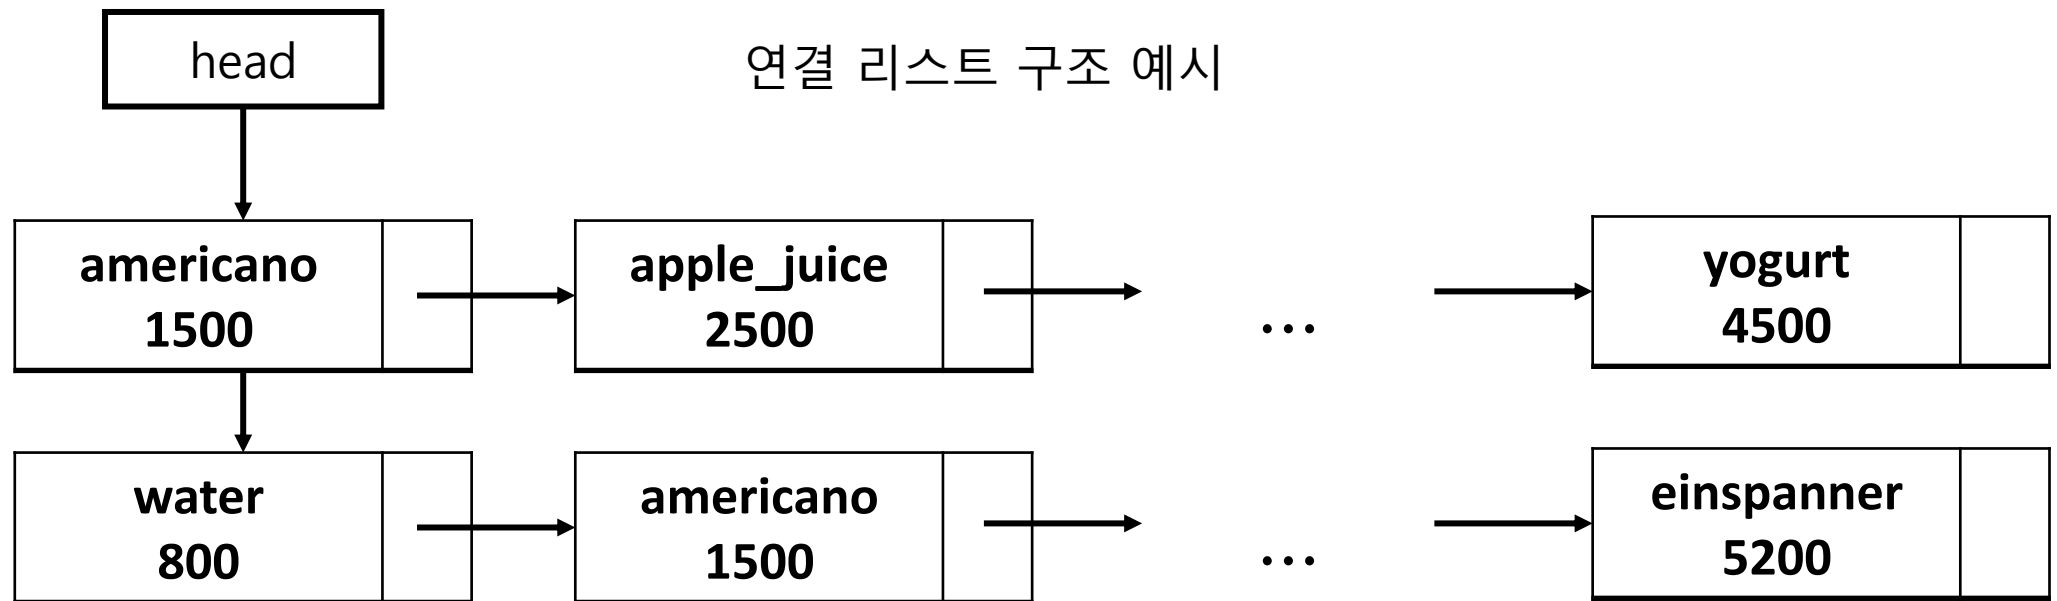 head
연결 리스트 구조 예시
americano
1500
apple_juice
2500
...
yogurt
4500
water
800
americano
1500
...
einspanner
5200